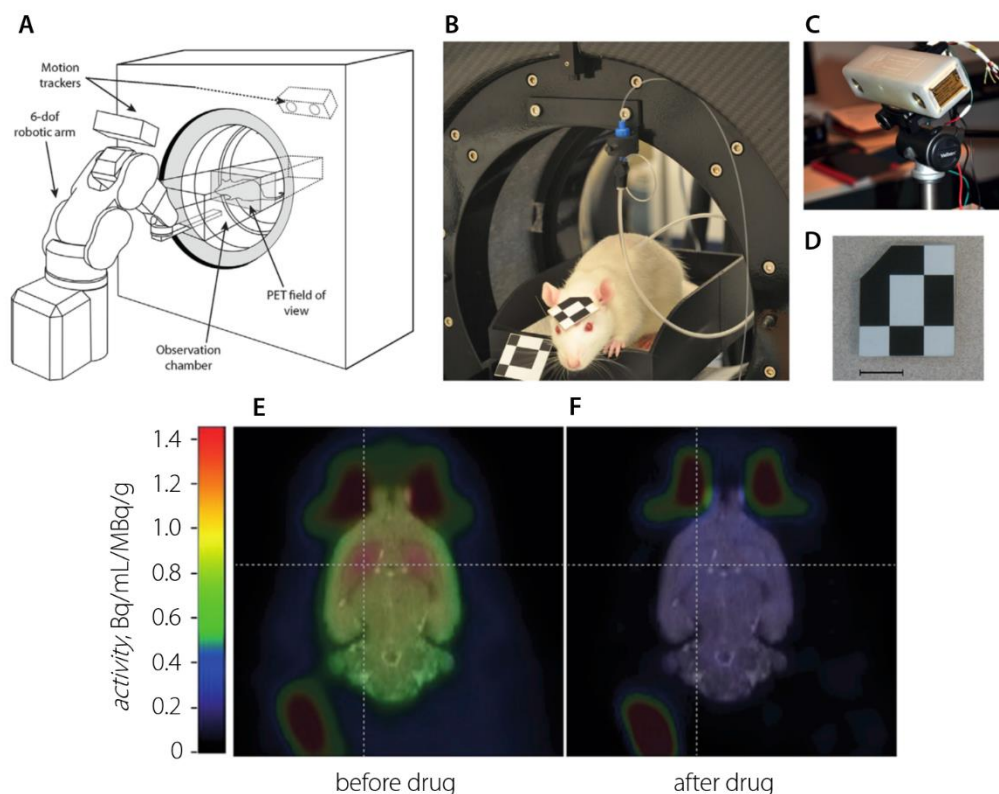 A
Motion
trackers
6-dof
robotic arm
PET field of
view
Observation
chamber
B
C
D
E
F
1.4
1.2
1.0
0.8
0.6
0.4
0.2
0
activity, Bq/mL/MBq/g
before drug
after drug